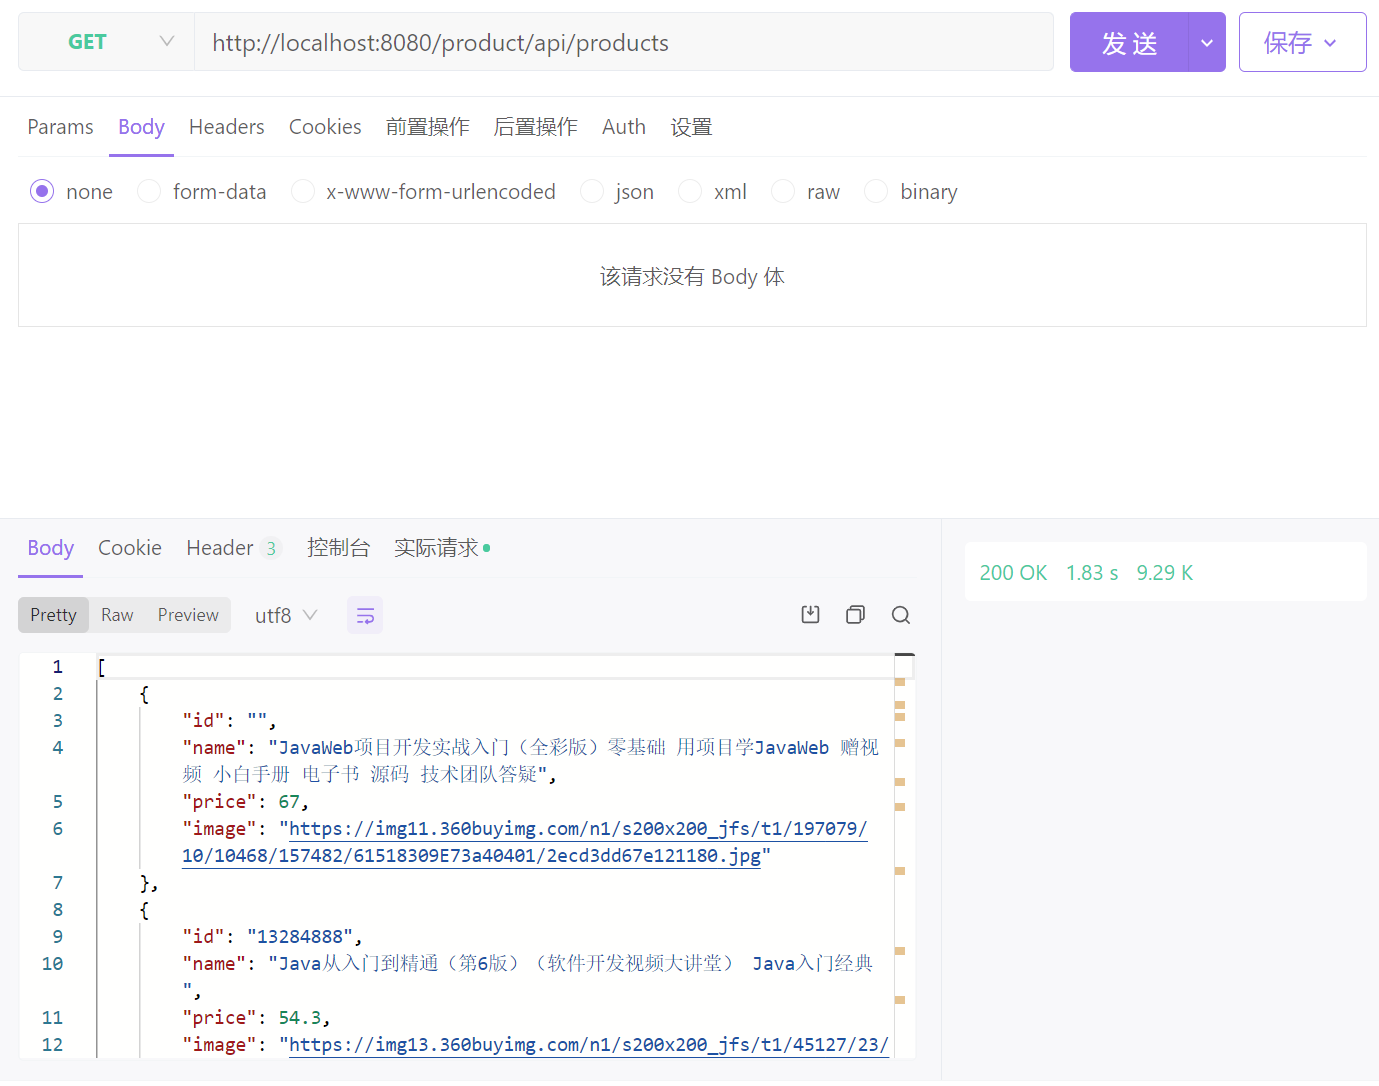 GET http://localhost:8080/product/api/products 发送 保存
Params Body Headers Cookies 前置操作 后置操作 Auth 设置
none form-data x-www-form-urlencoded json xml raw binary
该请求没有 Body 体
Body Cookie Header 3 控制台 实际请求
200 OK 1.83 s 9.29 K
Pretty Raw Preview utf8
1 [
2 {
3 "id": "",
4 "name": "JavaWeb项目开发实战入门（全彩版）零基础 用项目学JavaWeb 赠视
频 小白手册 电子书 源码 技术团队答疑",
5 "price": 67,
6 "image": "https://img11.360buyimg.com/n1/s200x200_jfs/t1/197079/
10/10468/157482/61518309E73a40401/2ecd3dd67e121180.jpg"
7 },
8 {
9 "id": "13284888",
10 "name": "Java从入门到精通（第6版）（软件开发视频大讲堂） Java入门经典
",
11 "price": 54.3,
12 "image": "https://img13.360buyimg.com/n1/s200x200_jfs/t1/45127/23/